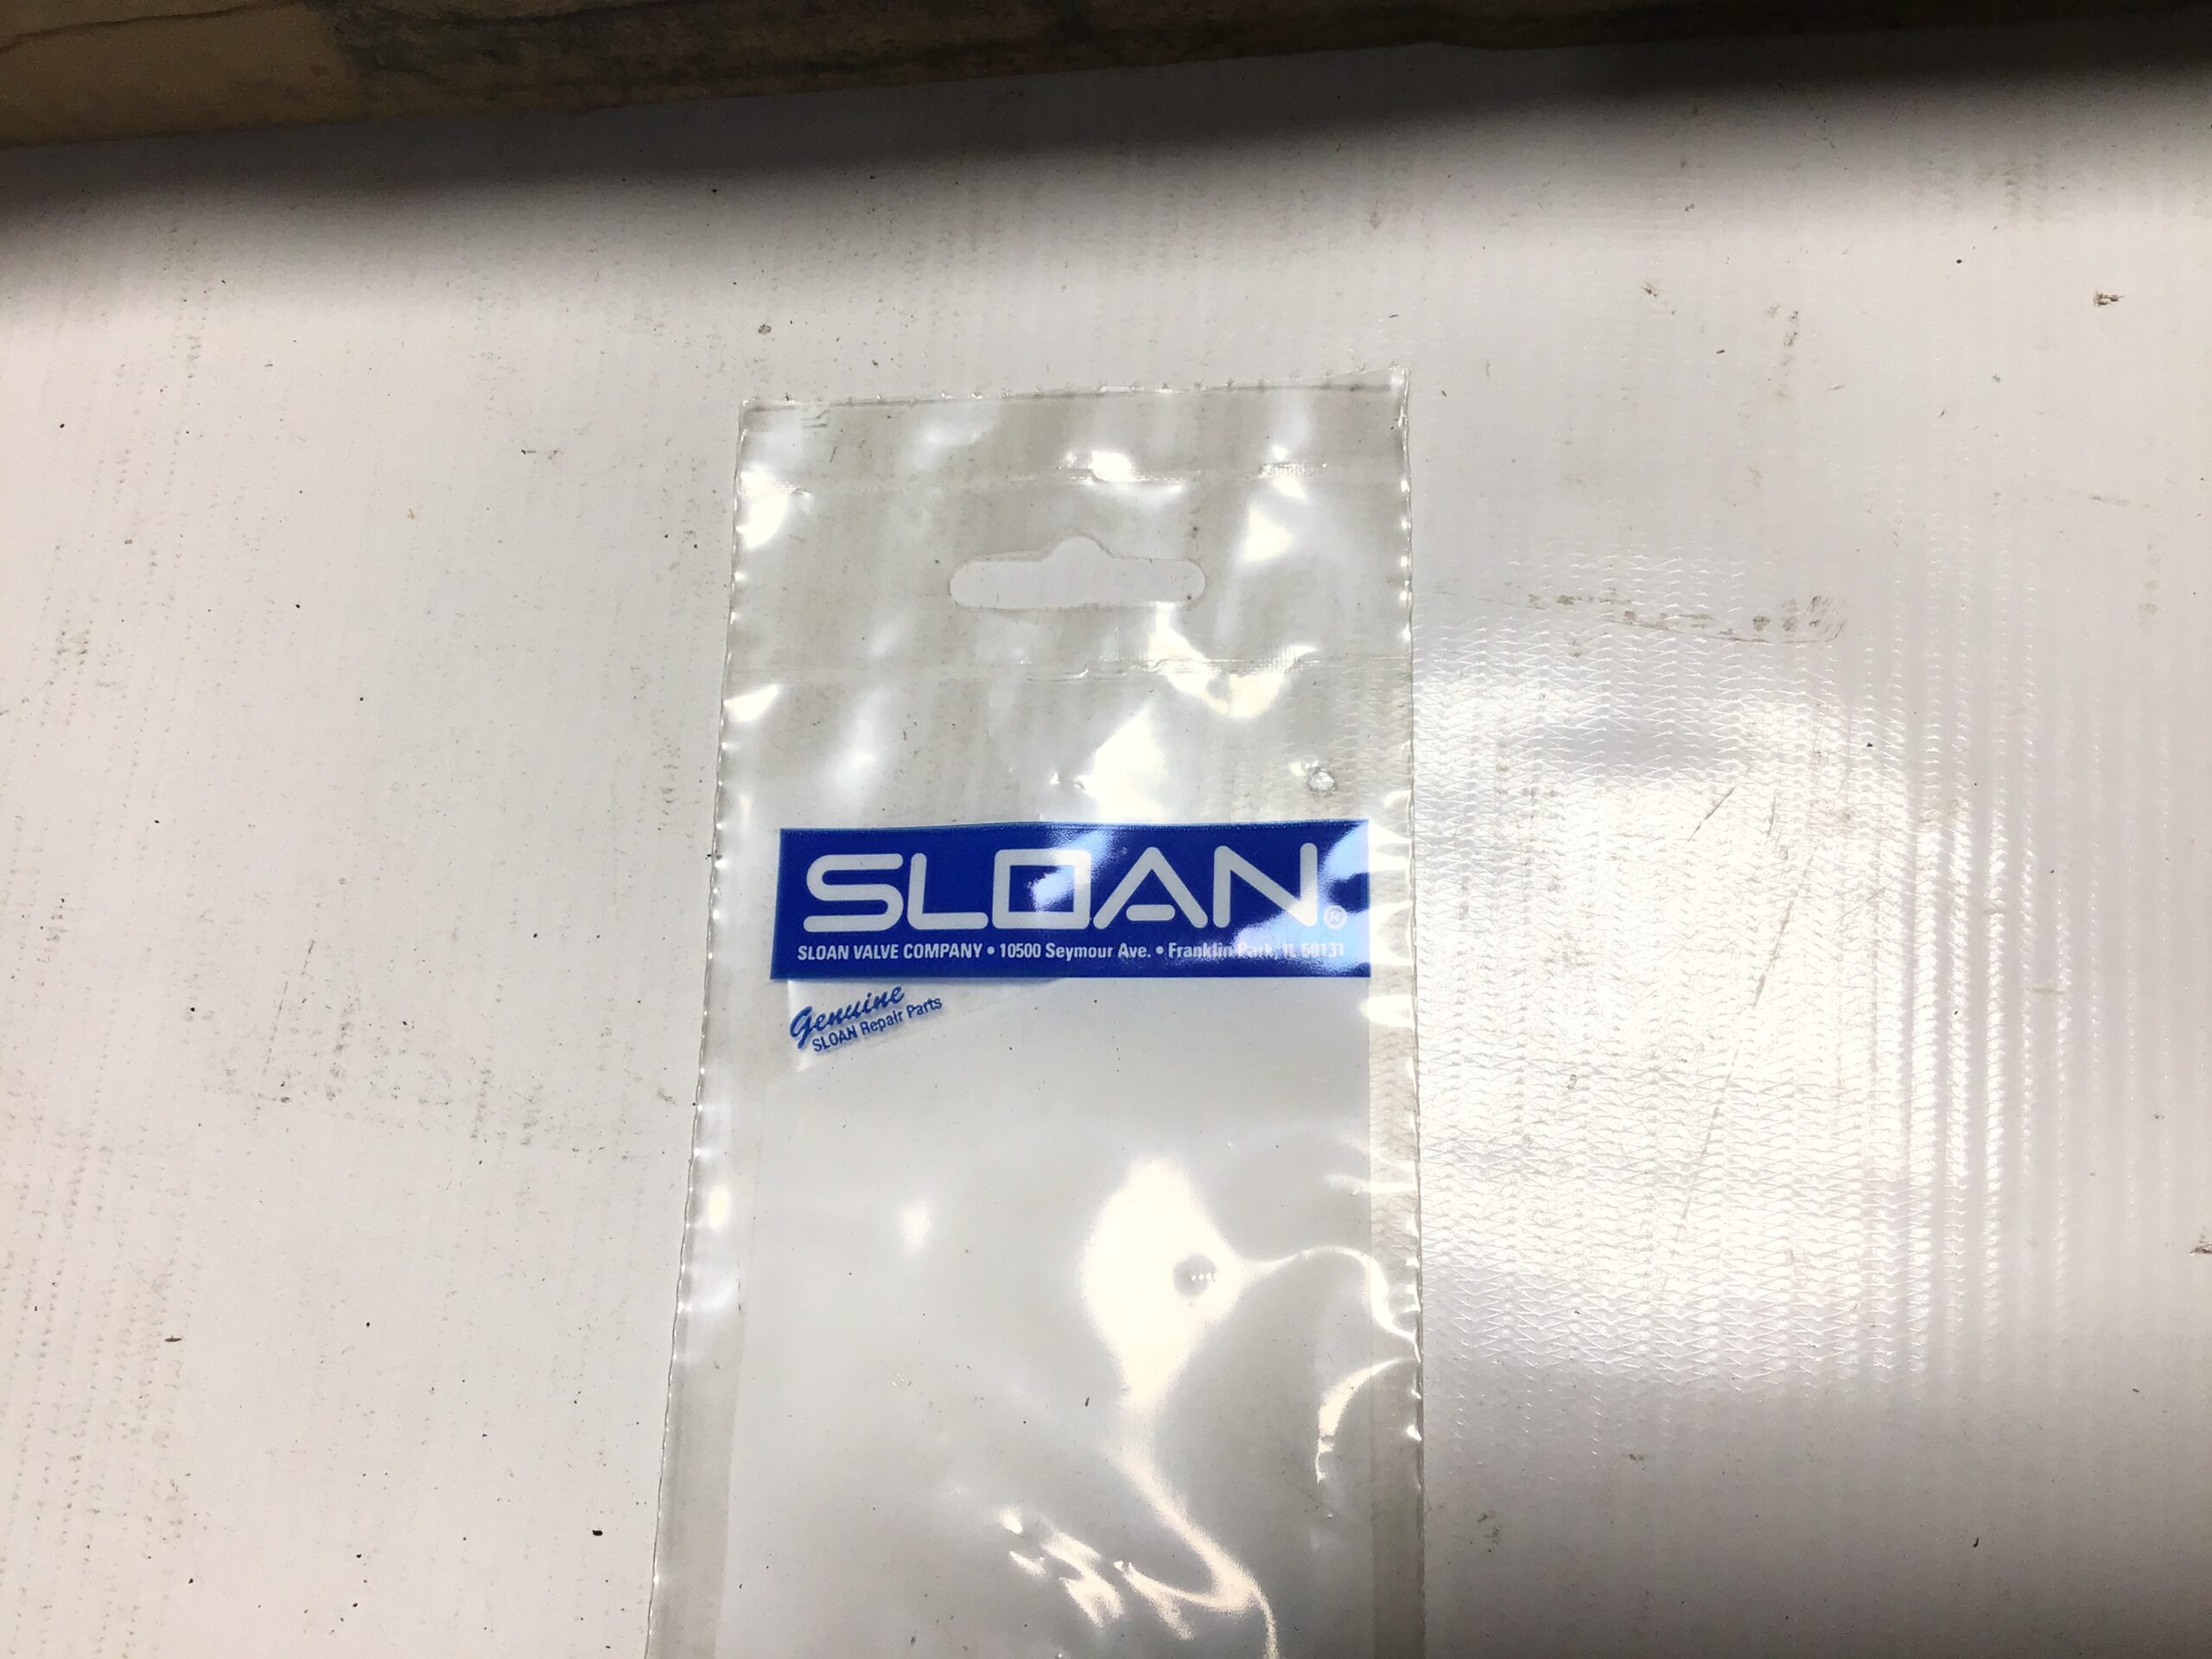 SLOAN®
SLOAN VALVE COMPANY • 10500 Seymour Ave. • Franklin Park, IL 60131
Genuine
SLOAN Repair Parts